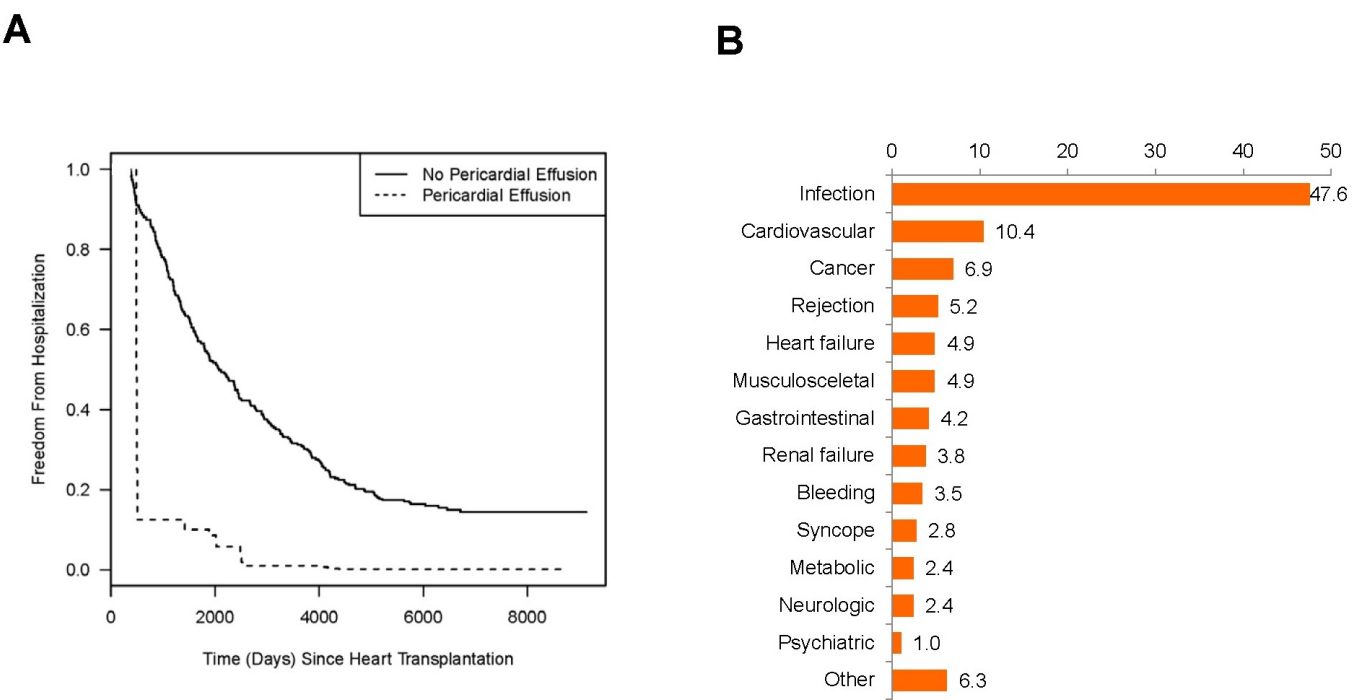 A
B
No Pericardial Effusion
Pericardial Effusion
1.0
0.8
0.6
0.4
0.2
0.0
Freedom From Hospitalization
0 2000 4000 6000 8000
Time (Days) Since Heart Transplantation
0 10 20 30 40 50
Infection 47.6
Cardiovascular 10.4
Cancer 6.9
Rejection 5.2
Heart failure 4.9
Musculosceletal 4.9
Gastrointestinal 4.2
Renal failure 3.8
Bleeding 3.5
Syncope 2.8
Metabolic 2.4
Neurologic 2.4
Psychiatric 1.0
Other 6.3